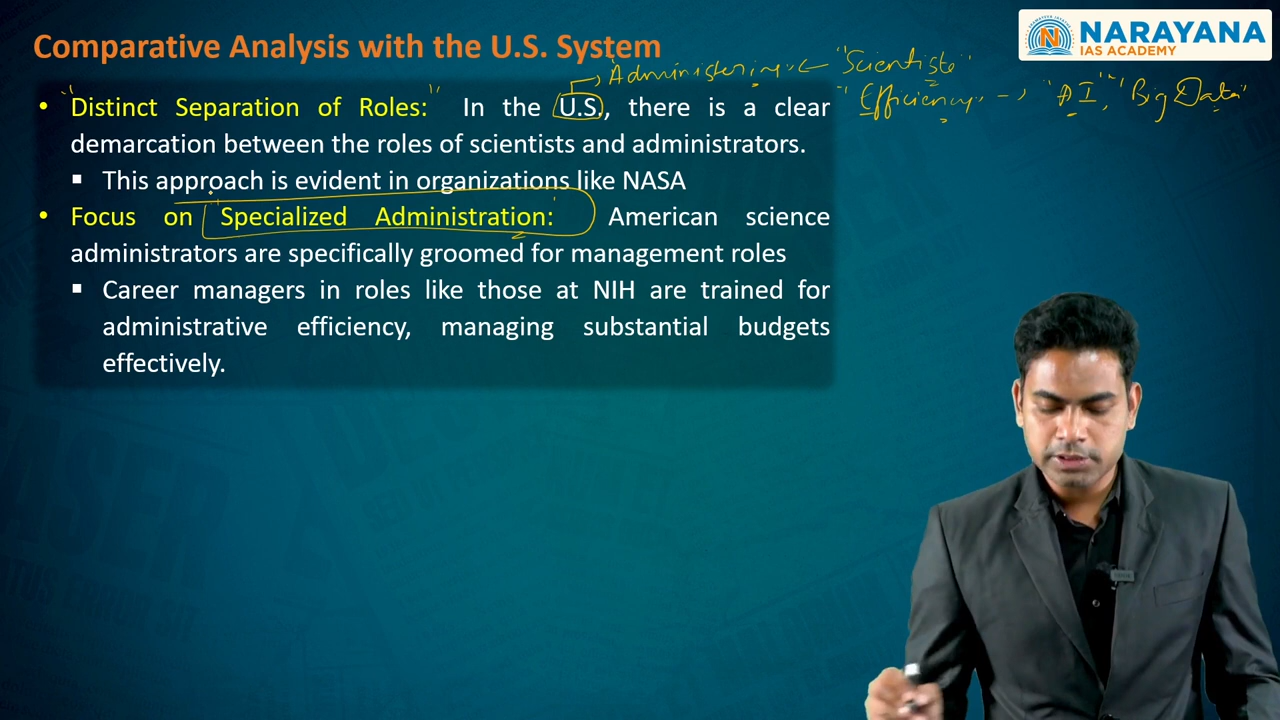 Comparative Analysis with the U.S. System
NARAYANA
IAS ACADEMY
"Administering" "Scientists"
"Efficiency" → "AI", "Big Data"
• "Distinct Separation of Roles:" In the U.S., there is a clear
demarcation between the roles of scientists and administrators.
▪ This approach is evident in organizations like NASA
• Focus on "Specialized Administration:" American science
administrators are specifically groomed for management roles
▪ Career managers in roles like those at NIH are trained for
administrative efficiency, managing substantial budgets
effectively.